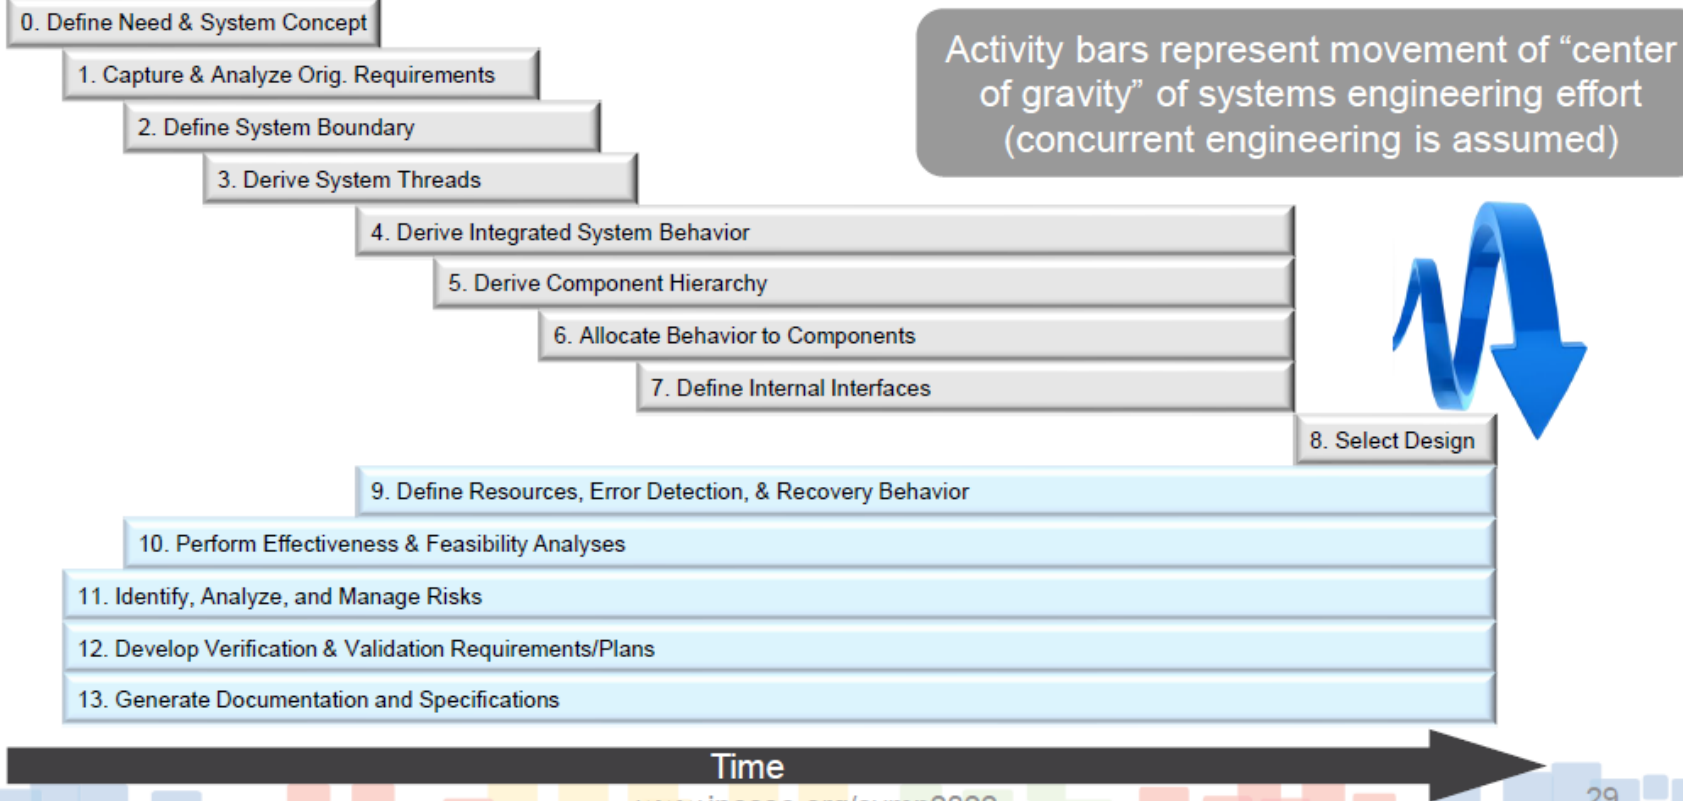 0. Define Need & System Concept
1. Capture & Analyze Orig. Requirements
2. Define System Boundary
3. Derive System Threads
Activity bars represent movement of “center
of gravity” of systems engineering effort
(concurrent engineering is assumed)
4. Derive Integrated System Behavior
5. Derive Component Hierarchy
6. Allocate Behavior to Components
7. Define Internal Interfaces
8. Select Design
9. Define Resources, Error Detection, & Recovery Behavior
10. Perform Effectiveness & Feasibility Analyses
11. Identify, Analyze, and Manage Risks
12. Develop Verification & Validation Requirements/Plans
13. Generate Documentation and Specifications
Time
29